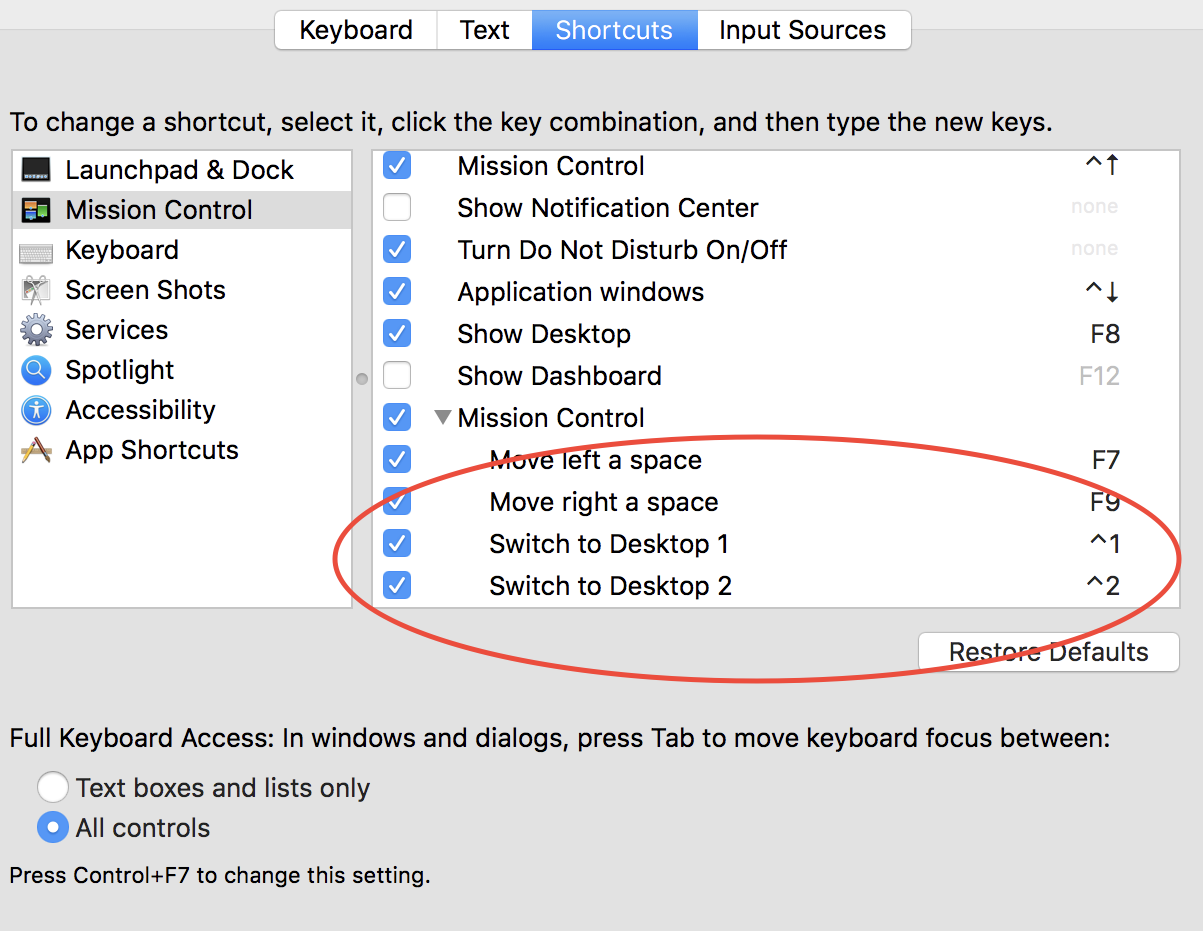 Keyboard Text Shortcuts Input Sources
To change a shortcut, select it, click the key combination, and then type the new keys.
Launchpad & Dock
Mission Control
Keyboard
Screen Shots
Services
Spotlight
Accessibility
App Shortcuts
Mission Control ^↑
Show Notification Center none
Turn Do Not Disturb On/Off none
Application windows ^↓
Show Desktop F8
Show Dashboard F12
Mission Control
Move left a space F7
Move right a space F9
Switch to Desktop 1 ^1
Switch to Desktop 2 ^2
Restore Defaults
Full Keyboard Access: In windows and dialogs, press Tab to move keyboard focus between:
Text boxes and lists only
All controls
Press Control+F7 to change this setting.